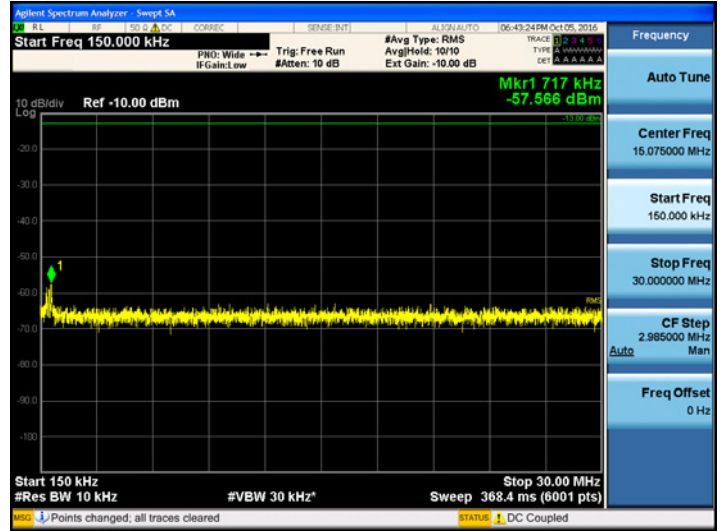 Agilent Spectrum Analyzer - Swept SA
RL RF 50 Ω DC CORREC SENSE:INT ALIGN AUTO 06:43:24 PM Oct 05, 2016
Start Freq 150.000 kHz
PNO: Wide
IFGain:Low
Trig: Free Run
#Atten: 10 dB
#Avg Type: RMS
Avg|Hold: 10/10
Ext Gain: -10.00 dB
TRACE 1 2 3 4 5 6
TYPE A WWWWW
DET A A A A A A
Mkr1 717 kHz
-57.566 dBm
10 dB/div Ref -10.00 dBm
Log
-13.00 dBm
-20.0
-30.0
-40.0
-50.0
1
-60.0
RMS
-70.0
-80.0
-90.0
-100
Start 150 kHz
Stop 30.00 MHz
#Res BW 10 kHz #VBW 30 kHz* Sweep 368.4 ms (6001 pts)
MSG Points changed; all traces cleared STATUS DC Coupled
Frequency
Auto Tune
Center Freq
15.075000 MHz
Start Freq
150.000 kHz
Stop Freq
30.000000 MHz
CF Step
2.985000 MHz
Auto Man
Freq Offset
0 Hz